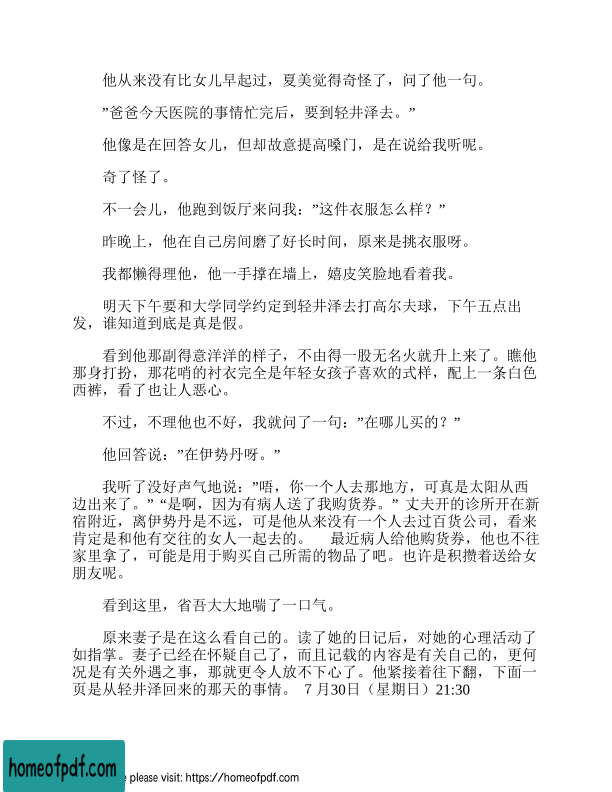 他从来没有比女儿早起过，夏美觉得奇怪了，问了他一句。
”爸爸今天医院的事情忙完后，要到轻井泽去。”
他像是在回答女儿，但却故意提高嗓门，是在说给我听呢。
奇了怪了。
不一会儿，他跑到饭厅来问我：”这件衣服怎么样？”
昨晚上，他在自己房间磨了好长时间，原来是挑衣服呀。
我都懒得理他，他一手撑在墙上，嬉皮笑脸地看着我。
明天下午要和大学同学约定到轻井泽去打高尔夫球，下午五点出
发，谁知道到底是真是假。
看到他那副得意洋洋的样子，不由得一股无名火就升上来了。瞧他
那身打扮，那花哨的衬衣完全是年轻女孩子喜欢的式样，配上一条白色
西裤，看了也让人恶心。
不过，不理他也不好，我就问了一句：”在哪儿买的？”
他回答说：”在伊势丹呀。”
我听了没好声气地说：”唔，你一个人去那地方，可真是太阳从西
边出来了。” “是啊，因为有病人送了我购货券。” 丈夫开的诊所开在新
宿附近，离伊势丹是不远，可是他从来没有一个人去过百货公司，看来
肯定是和他有交往的女人一起去的。 最近病人给他购货券，他也不往
家里拿了，可能是用于购买自己所需的物品了吧。也许是积攒着送给女
朋友呢。
看到这里，省吾大大地喘了一口气。
原来妻子是在这么看自己的。读了她的日记后，对她的心理活动了
如指掌。妻子已经在怀疑自己了，而且记载的内容是有关自己的，更何
况是有关外遇之事，那就更令人放不下心了。他紧接着往下翻，下面一
页是从轻井泽回来的那天的事情。 7月30日（星期日）21:30
homeofpdf.com
e please visit: https://homeofpdf.com